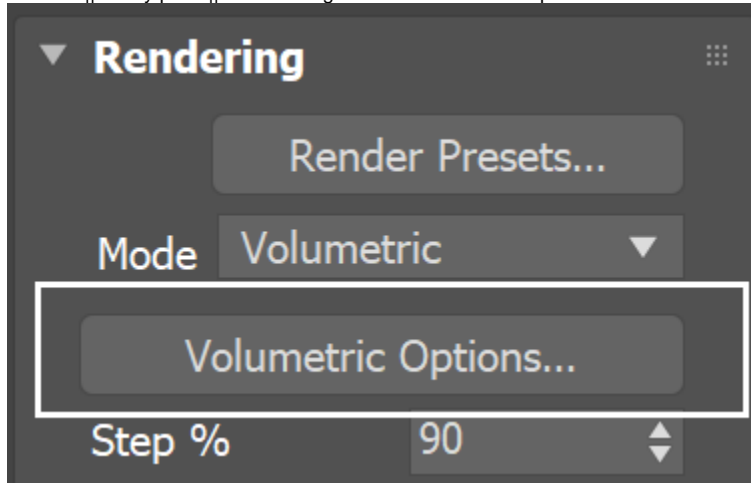 Rendering
Render Presets...
Mode Volumetric
Volumetric Options...
Step % 90